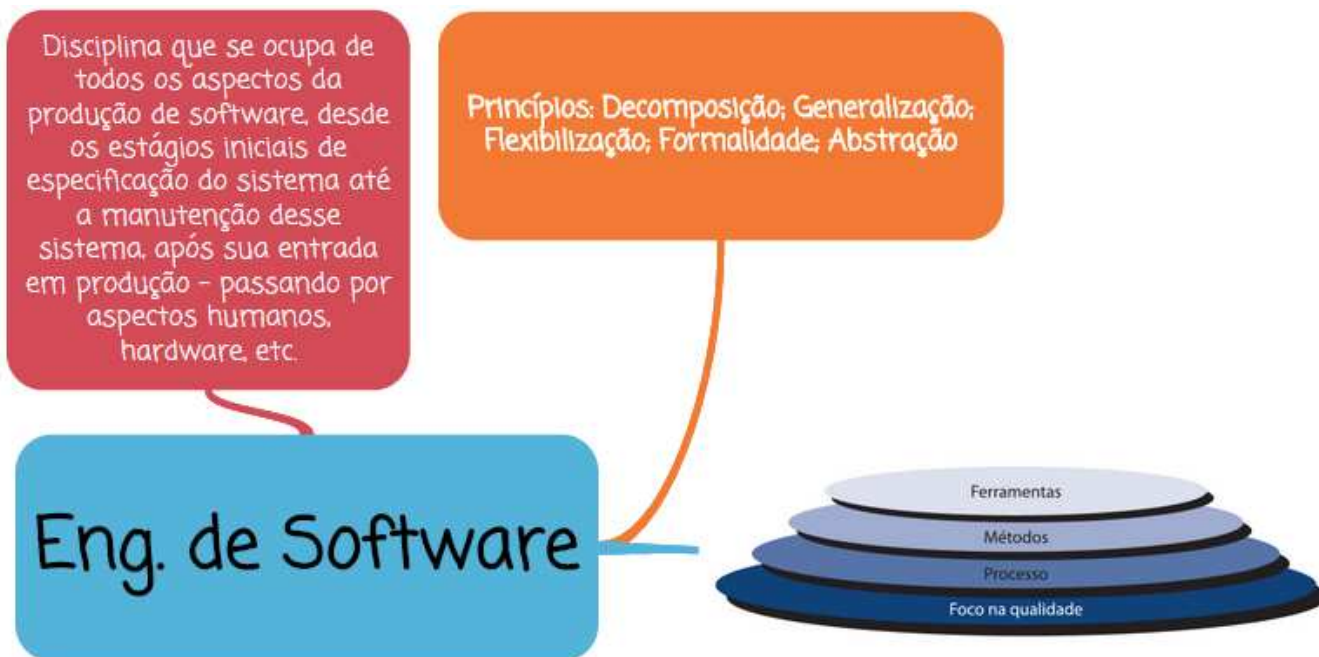 Disciplina que se ocupa de
todos os aspectos da
produção de software, desde
os estágios iniciais de
especificação do sistema até
a manutenção desse
sistema, após sua entrada
em produção - passando por
aspectos humanos,
hardware, etc.
Princípios: Decomposição; Generalização;
Flexibilização; Formalidade; Abstração
Eng. de Software
Ferramentas
Métodos
Processo
Foco na qualidade